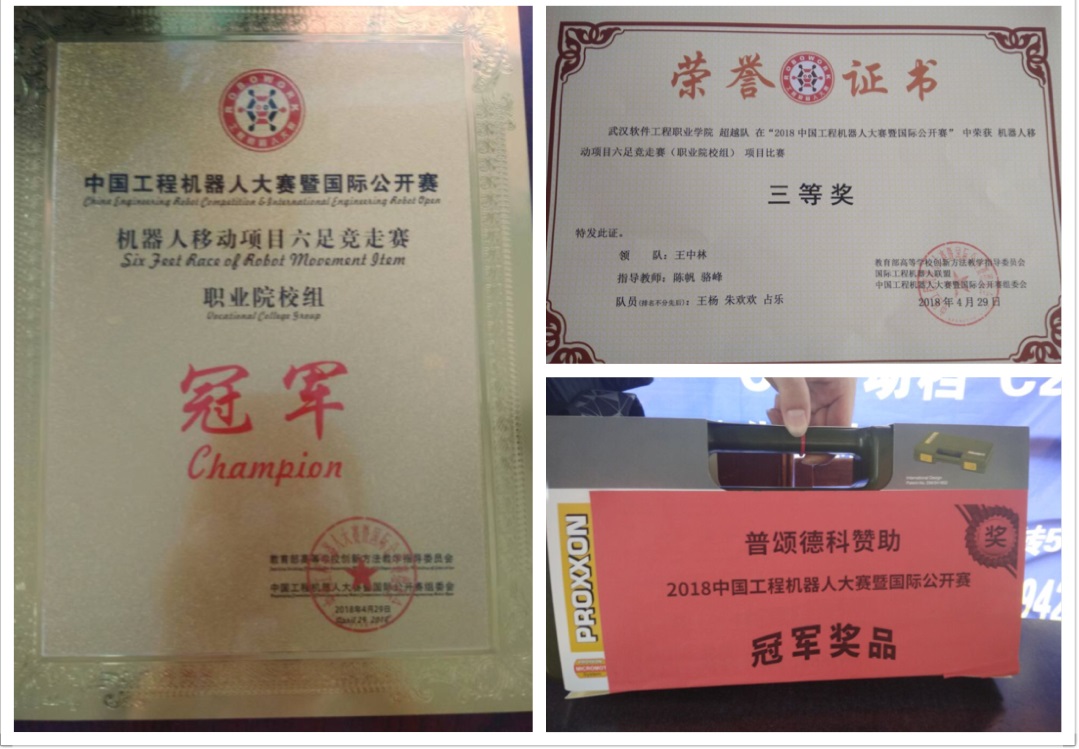 ROBOWORK
中国工程机器人大赛暨国际公开赛
China Engineering Robot Competition & International Engineering Robot Open
机器人移动项目六足竞走赛
Six Feet Race of Robot Movement Item
职业院校组
Vocational College Group
冠军
Champion
教育部高等学校创新方法教学指导委员会
中国工程机器人大赛暨国际公开赛组委会
2018年4月29日
April 29, 2018
荣誉证书
ROBOWORK
武汉软件工程职业学院 超越队 在“2018中国工程机器人大赛暨国际公开赛” 中荣获 机器人移
动项目六足竞走赛（职业院校组） 项目比赛
三等奖
特发此证。
领 队：王中林
指导教师：陈帆 骆峰
队员(排名不分先后)：王杨 朱欢欢 占乐
教育部高等学校创新方法教学指导委员会
国际工程机器人联盟
中国工程机器人大赛暨国际公开赛组委会
2018年4月29日
动档
PROXXON
MICROMOT
普颂德科赞助
奖
2018中国工程机器人大赛暨国际公开赛
冠军奖品
转5
942